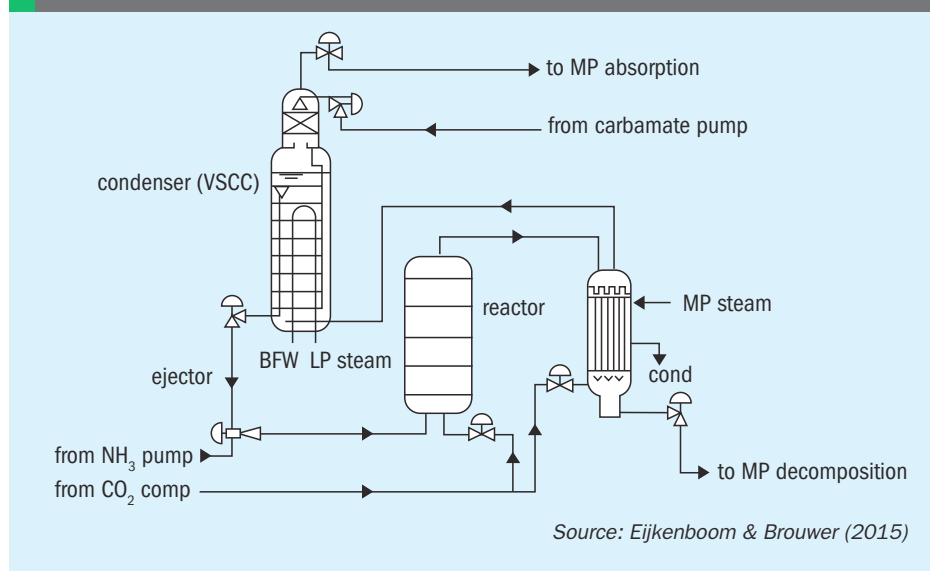 to MP absorption
from carbamate pump
condenser (VSCC)
reactor
MP steam
BFW LP steam
cond
ejector
from NH₃ pump
from CO₂ comp
to MP decomposition
Source: Eijkenboom & Brouwer (2015)